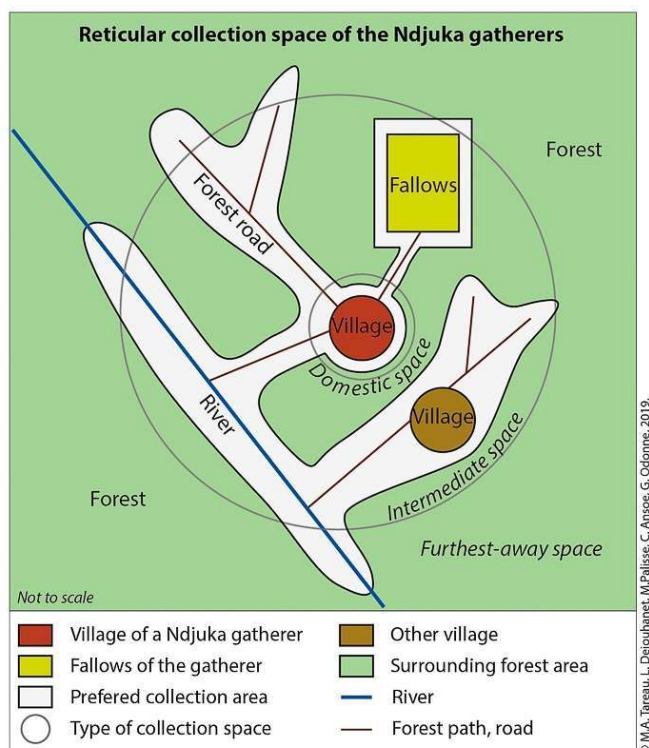 Reticular collection space of the Ndjuka gatherers
Forest
Fallows
Forest road
Village
Domestic space
River
Village
Intermediate space
Forest
Furthest-away space
Not to scale
Village of a Ndjuka gatherer
Other village
Fallows of the gatherer
Surrounding forest area
Prefered collection area
River
Type of collection space
Forest path, road
M.A. Tareau, L. Dejouhanet, M.Palisse, C. Ansoe, G. Odonne, 2019.